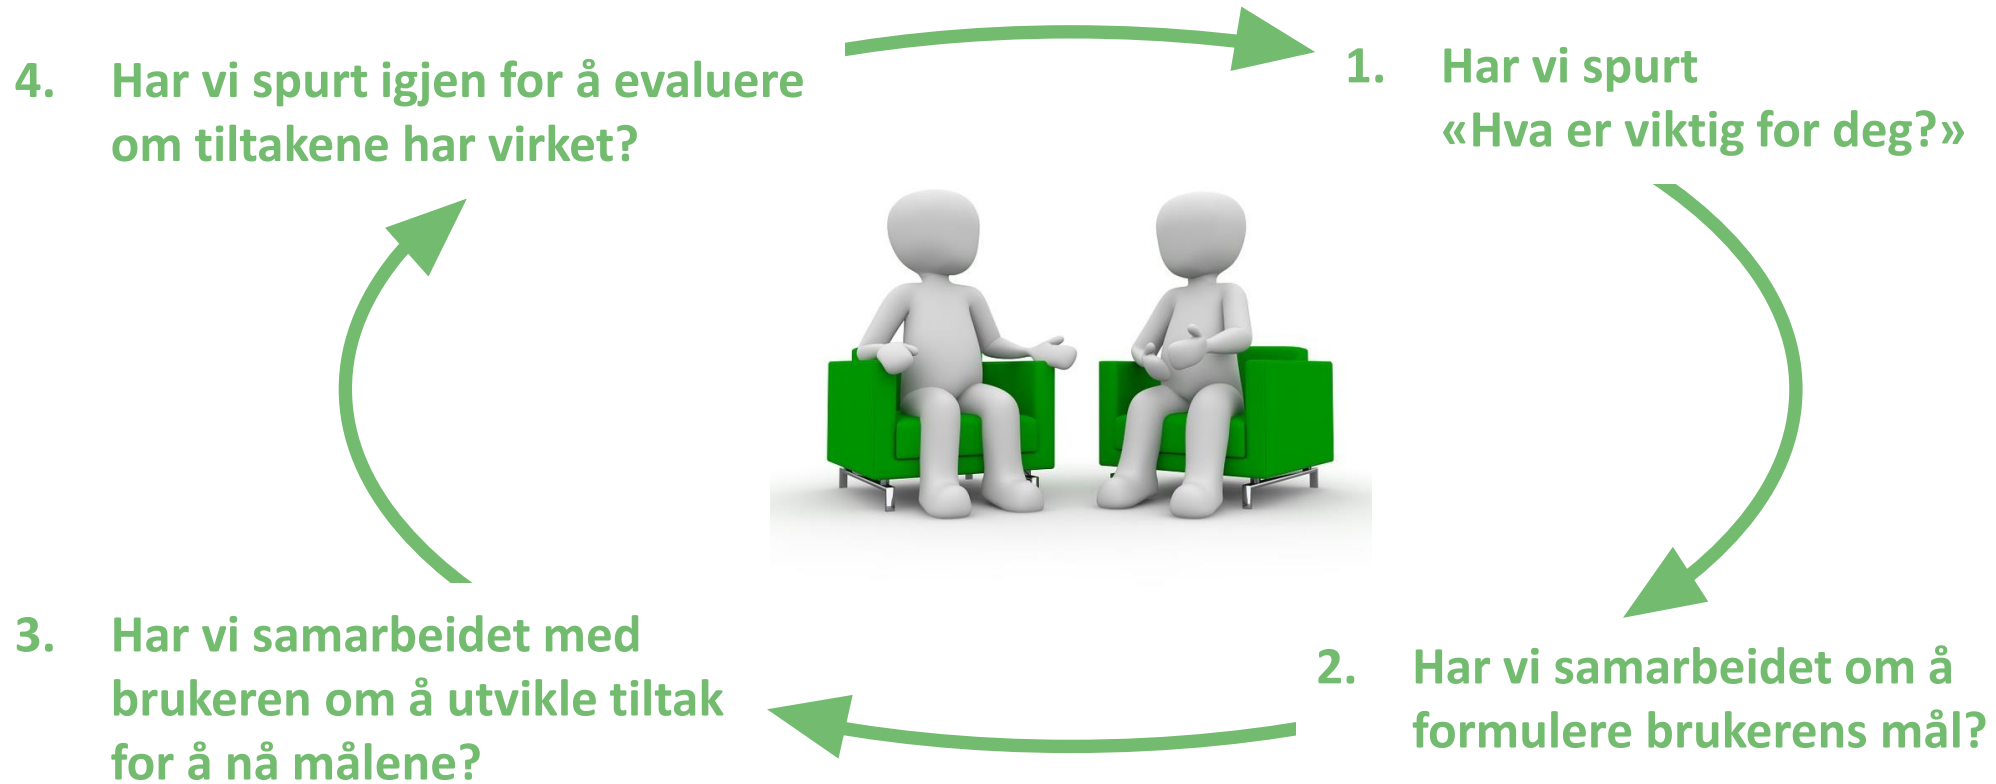 1. Har vi spurt
«Hva er viktig for deg?»
2. Har vi samarbeidet om å
formulere brukerens mål?
3. Har vi samarbeidet med
brukeren om å utvikle tiltak
for å nå målene?
4. Har vi spurt igjen for å evaluere
om tiltakene har virket?